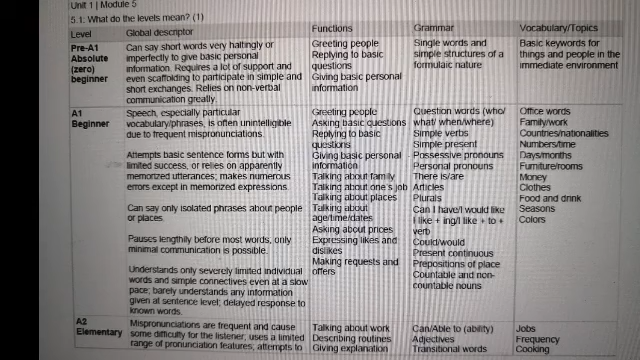 Unit 1 | Module 5
5.1. What do the levels mean? (1)
Level
Global descriptor
Functions
Grammar
Vocabulary/Topics
Pre-A1
Absolute
(zero)
beginner
Can say short words very haltingly or
imperfectly to give basic personal
information. Requires a lot of support and
even scaffolding to participate in simple and
short exchanges. Relies on non-verbal
communication greatly.
Greeting people
Replying to basic
questions
Giving basic personal
information
Single words and
simple structures of a
formulaic nature
Basic keywords for
things and people in the
immediate environment
A1
Beginner
Speech, especially particular
vocabulary/phrases, is often unintelligible
due to frequent mispronunciations.
Attempts basic sentence forms but with
limited success, or relies on apparently
memorized utterances; makes numerous
errors except in memorized expressions.
Can say only isolated phrases about people
or places.
Pauses lengthily before most words, only
minimal communication is possible.
Understands only severely limited individual
words and simple connectives even at a slow
pace; barely understands any information
given at sentence level; delayed response to
known words.
Greeting people
Asking basic questions
Replying to basic
questions
Giving basic personal
information
Talking about family
Talking about one's job
Talking about places
Talking about
age/time/dates
Asking about prices
Expressing likes and
dislikes
Making requests and
offers
Question words (who/
what/ when/where)
Simple verbs
Simple present
Possessive pronouns
Personal pronouns
There is/are
Articles
Plurals
Can I have/I would like
I like + ing/I like + to +
verb
Could/would
Present continuous
Prepositions of place
Countable and non-
countable nouns
Office words
Family/work
Countries/nationalities
Numbers/time
Days/months
Furniture/rooms
Money
Clothes
Food and drink
Seasons
Colors
A2
Elementary
Mispronunciations are frequent and cause
some difficulty for the listener; uses a limited
range of pronunciation features; attempts to
Talking about work
Describing routines
Giving explanation
Can/Able to (ability)
Adjectives
Transitional words
Jobs
Frequency
Cooking